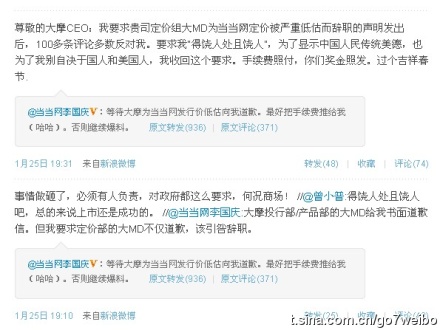 尊敬的大摩CEO：我要求贵司定价组大MD为当当网定价被严重低估而辞职的声明发出
后，100多条评论多数反对我。要求我“得饶人处且饶人”，为了显示中国人民传统美德，也
为了我别自决于国人和美国人，我收回这个要求。手续费照付，你们奖金照发。过个吉祥春
节.
@当当网李国庆V：等待大摩为当当网发行价低估向我道歉。最好把手续费推给我
（哈哈）。否则继续爆料。 原文转发(936) | 原文评论(371)
1月25日 19:31 来自新浪微博 转发(48) | 收藏 | 评论(74)
事情做砸了，必须有人负责，对政府都这么要求，何况商场！ //@曾小普:得饶人处且饶人
吧，总的来说上市还是成功的。 //@当当网李国庆:大摩投行部/产品部的大MD给我书面道歉
信。但我要求定价部的大MD不仅道歉，该引咎辞职。
@当当网李国庆V：等待大摩为当当网发行价低估向我道歉。最好把手续费推给我
（哈哈）。否则继续爆料。 原文转发(936) | 原文评论(371)
1月25日 19:10 来自新浪微博 转发(25) | 收藏
t.sina.com.cn/go7weibo